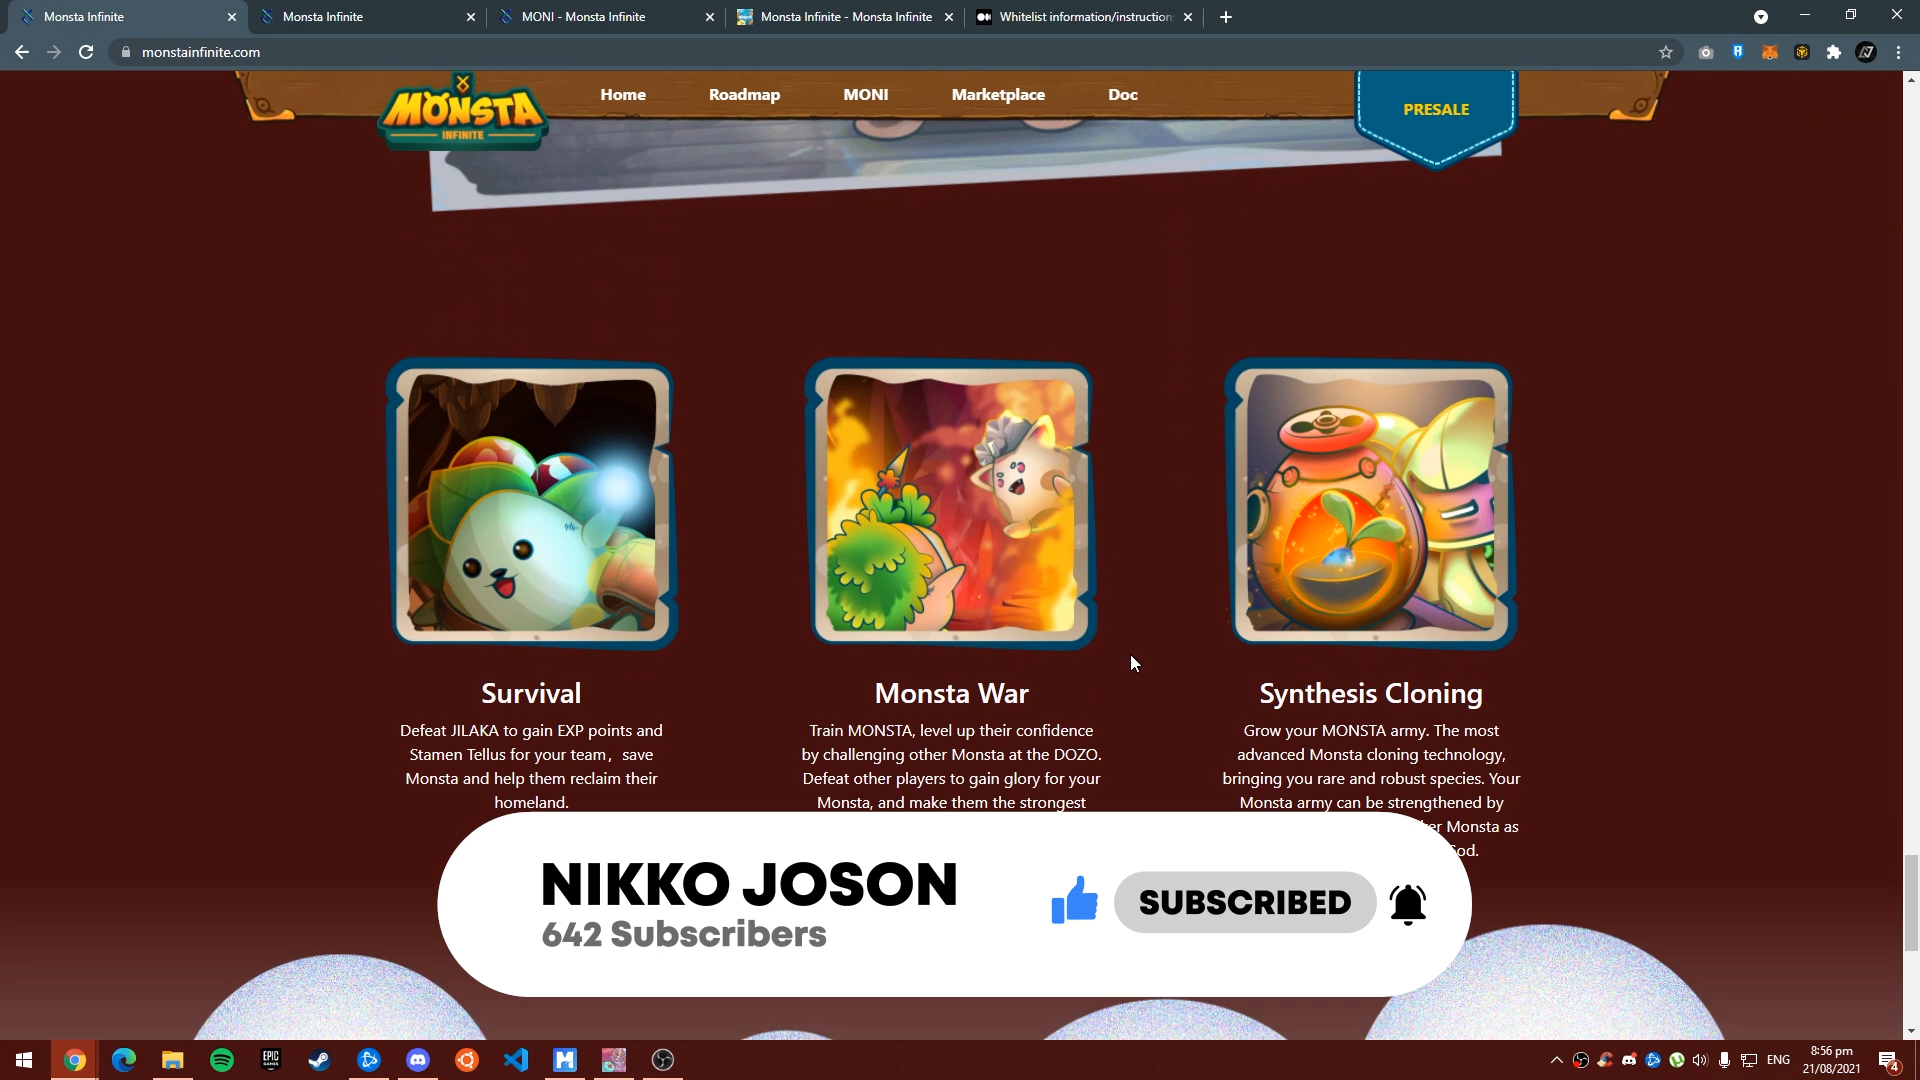 Monsta Infinite
Monsta Infinite
MONI - Monsta Infinite
Monsta Infinite - Monsta Infinite
Whitelist information/instruction
monstainfinite.com
MONSTA
INFINITE
Home
Roadmap
MONI
Marketplace
Doc
PRESALE
Survival
Defeat JILAKA to gain EXP points and
Stamen Tellus for your team，save
Monsta and help them reclaim their
homeland.
Monsta War
Train MONSTA, level up their confidence
by challenging other Monsta at the DOZO.
Defeat other players to gain glory for your
Monsta, and make them the strongest
Synthesis Cloning
Grow your MONSTA army. The most
advanced Monsta cloning technology,
bringing you rare and robust species. Your
Monsta army can be strengthened by
Monsta as
NIKKO JOSON
642 Subscribers
SUBSCRIBED
EPIC
GAMES
ENG
8:56 pm
21/08/2021
4